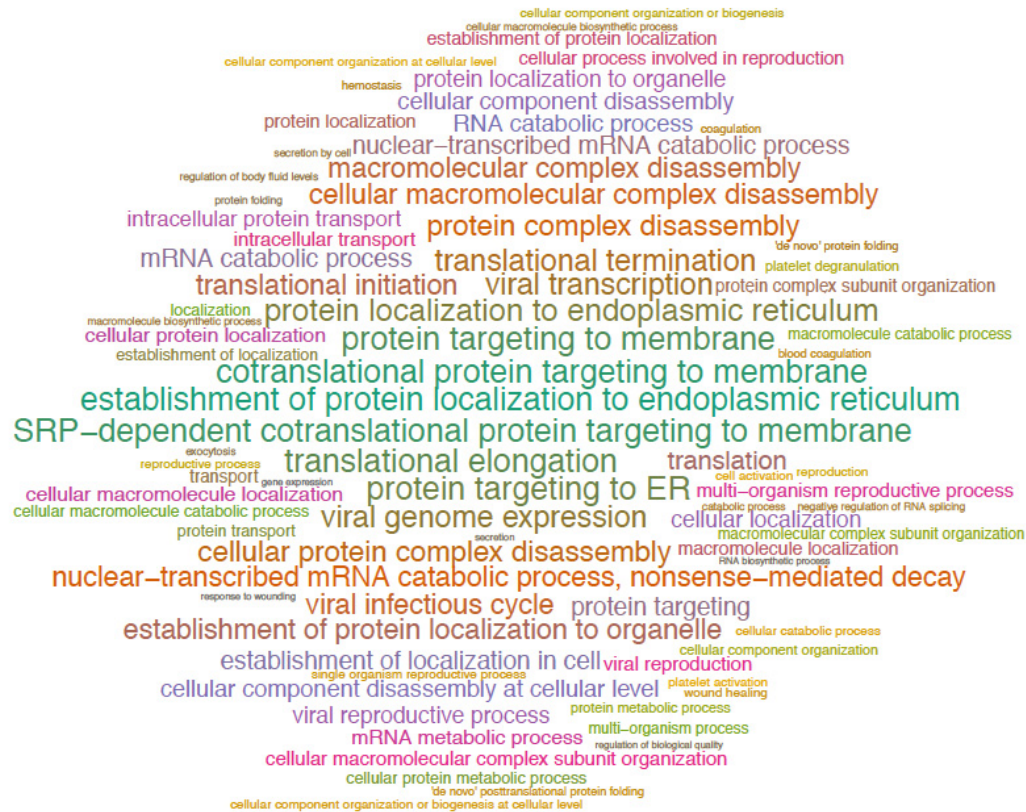 cellular component organization or biogenesis
cellular macromolecule biosynthetic process
establishment of protein localization
cellular component organization at cellular level cellular process involved in reproduction
hemostasis protein localization to organelle
cellular component disassembly
protein localization RNA catabolic process coagulation
secretion by cell nuclear-transcribed mRNA catabolic process
regulation of body fluid levels macromolecular complex disassembly
protein folding cellular macromolecular complex disassembly
intracellular protein transport protein complex disassembly
intracellular transport 'de novo' protein folding
mRNA catabolic process translational termination platelet degranulation
translational initiation viral transcription protein complex subunit organization
localization protein localization to endoplasmic reticulum
macromolecule biosynthetic process
cellular protein localization protein targeting to membrane macromolecule catabolic process
establishment of localization blood coagulation
cotranslational protein targeting to membrane
establishment of protein localization to endoplasmic reticulum
SRP-dependent cotranslational protein targeting to membrane
exocytosis
reproductive process translational elongation translation
transport gene expression cell activation reproduction
cellular macromolecule localization protein targeting to ER multi-organism reproductive process
cellular macromolecule catabolic process catabolic process negative regulation of RNA splicing
viral genome expression cellular localization
protein transport macromolecular complex subunit organization
secretion
cellular protein complex disassembly macromolecule localization
RNA biosynthetic process
nuclear-transcribed mRNA catabolic process, nonsense-mediated decay
response to wounding viral infectious cycle protein targeting
establishment of protein localization to organelle cellular catabolic process
cellular component organization
establishment of localization in cell viral reproduction
single organism reproductive process platelet activation
cellular component disassembly at cellular level wound healing
viral reproductive process protein metabolic process
multi-organism process
mRNA metabolic process regulation of biological quality
cellular macromolecular complex subunit organization
cellular protein metabolic process
'de novo' posttranslational protein folding
cellular component organization or biogenesis at cellular level